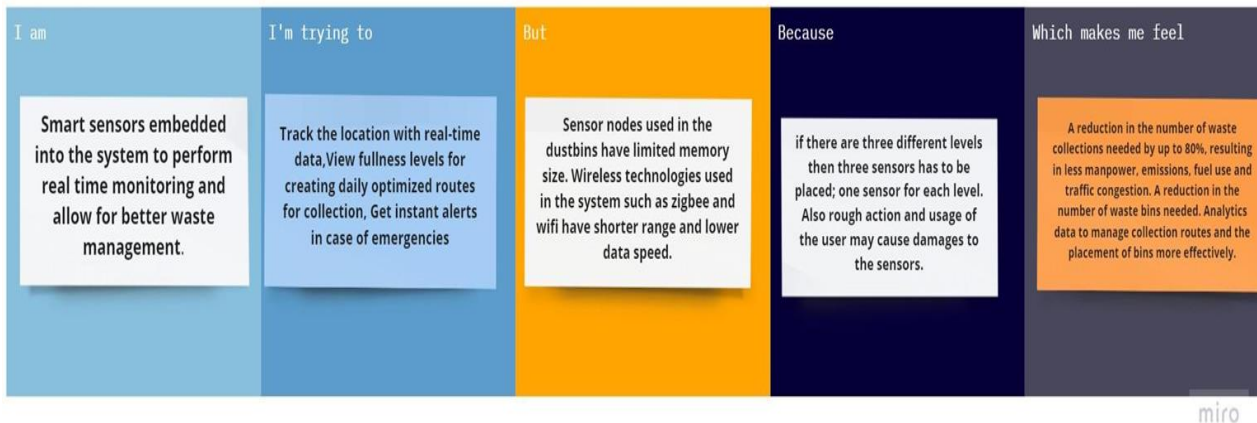 I am
Smart sensors embedded
into the system to perform
real time monitoring and
allow for better waste
management.
I'm trying to
Track the location with real-time
data,View fullness levels for
creating daily optimized routes
for collection, Get instant alerts
in case of emergencies
But
Sensor nodes used in the
dustbins have limited memory
size. Wireless technologies used
in the system such as zigbee and
wifi have shorter range and lower
data speed.
Because
if there are three different levels
then three sensors has to be
placed; one sensor for each level.
Also rough action and usage of
the user may cause damages to
the sensors.
Which makes me feel
A reduction in the number of waste
collections needed by up to 80%, resulting
in less manpower, emissions, fuel use and
traffic congestion. A reduction in the
number of waste bins needed. Analytics
data to manage collection routes and the
placement of bins more effectively.
miro